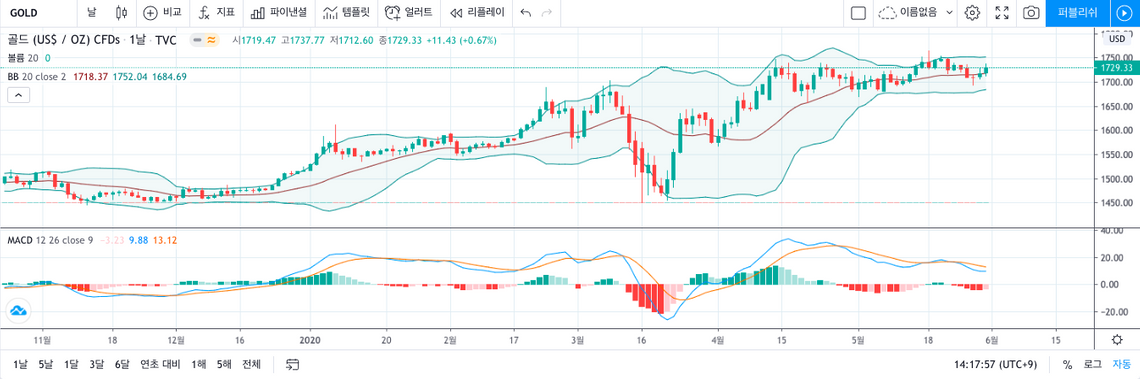 GOLD 날 비교 지표 파이낸셜 템플릿 얼러트 리플레이 이름없음 퍼블리쉬
골드 (US$ / OZ) CFDs · 1날 · TVC 시1719.47 고1737.77 저1712.60 종1729.33 +11.43 (+0.67%)
USD
볼륨 20 0
BB 20 close 2 1718.37 1752.04 1684.69
1750.00
1729.33
1700.00
1650.00
1600.00
1550.00
1500.00
1450.00
MACD 12 26 close 9 −3.23 9.88 13.12
40.00
20.00
0.00
−20.00
11월 18 12월 16 2020 20 2월 17 3월 16 4월 15 5월 18 6월 15
1날 5날 1달 3달 6달 연초 대비 1해 5해 전체 14:17:57 (UTC+9) % 로그 자동